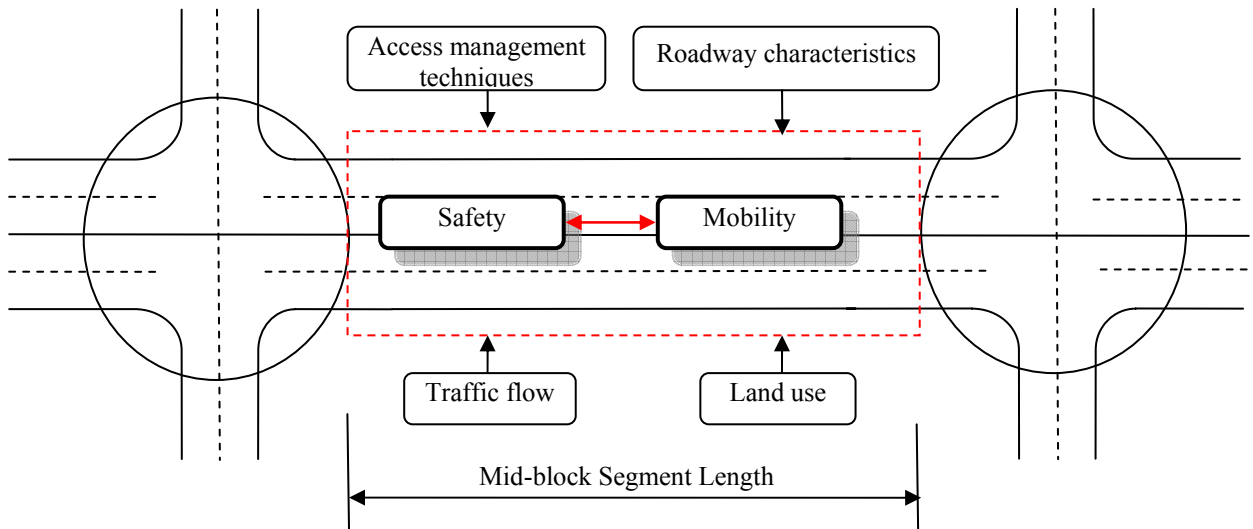 Access management
techniques
Roadway characteristics
Safety
Mobility
Traffic flow
Land use
Mid-block Segment Length